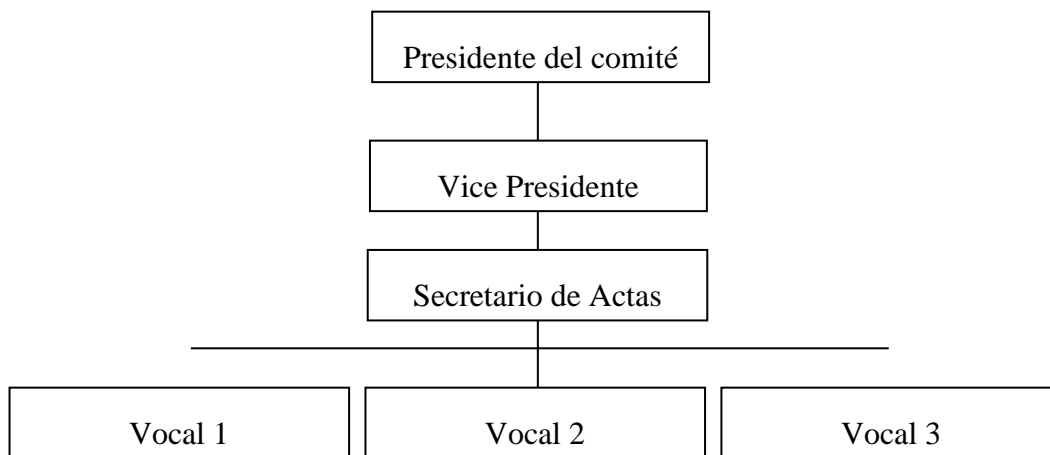 Presidente del comité
Vice Presidente
Secretario de Actas
Vocal 1
Vocal 2
Vocal 3